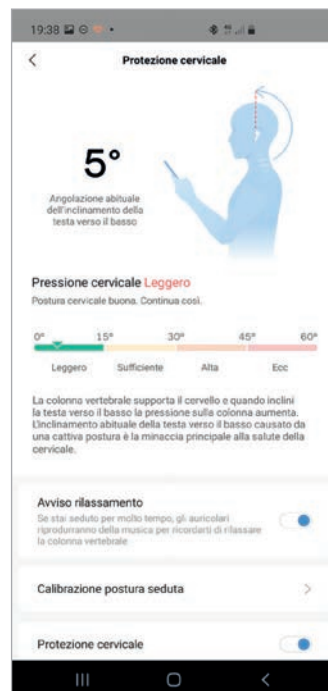 19:38
Protezione cervicale
5°
Angolazione abituale
dell'inclinamento della
testa verso il basso
Pressione cervicale Leggero
Postura cervicale buona. Continua così.
0° 15° 30° 45° 60°
Leggero Sufficiente Alta Ecc
La colonna vertebrale supporta il cervello e quando inclini
la testa verso il basso la pressione sulla colonna aumenta.
L'inclinamento abituale della testa verso il basso causato da
una cattiva postura è la minaccia principale alla salute della
cervicale.
Avviso rilassamento
Se stai seduto per molto tempo, gli auricolari
riprodurranno della musica per ricordarti di rilassare
la colonna vertebrale
Calibrazione postura seduta
Protezione cervicale